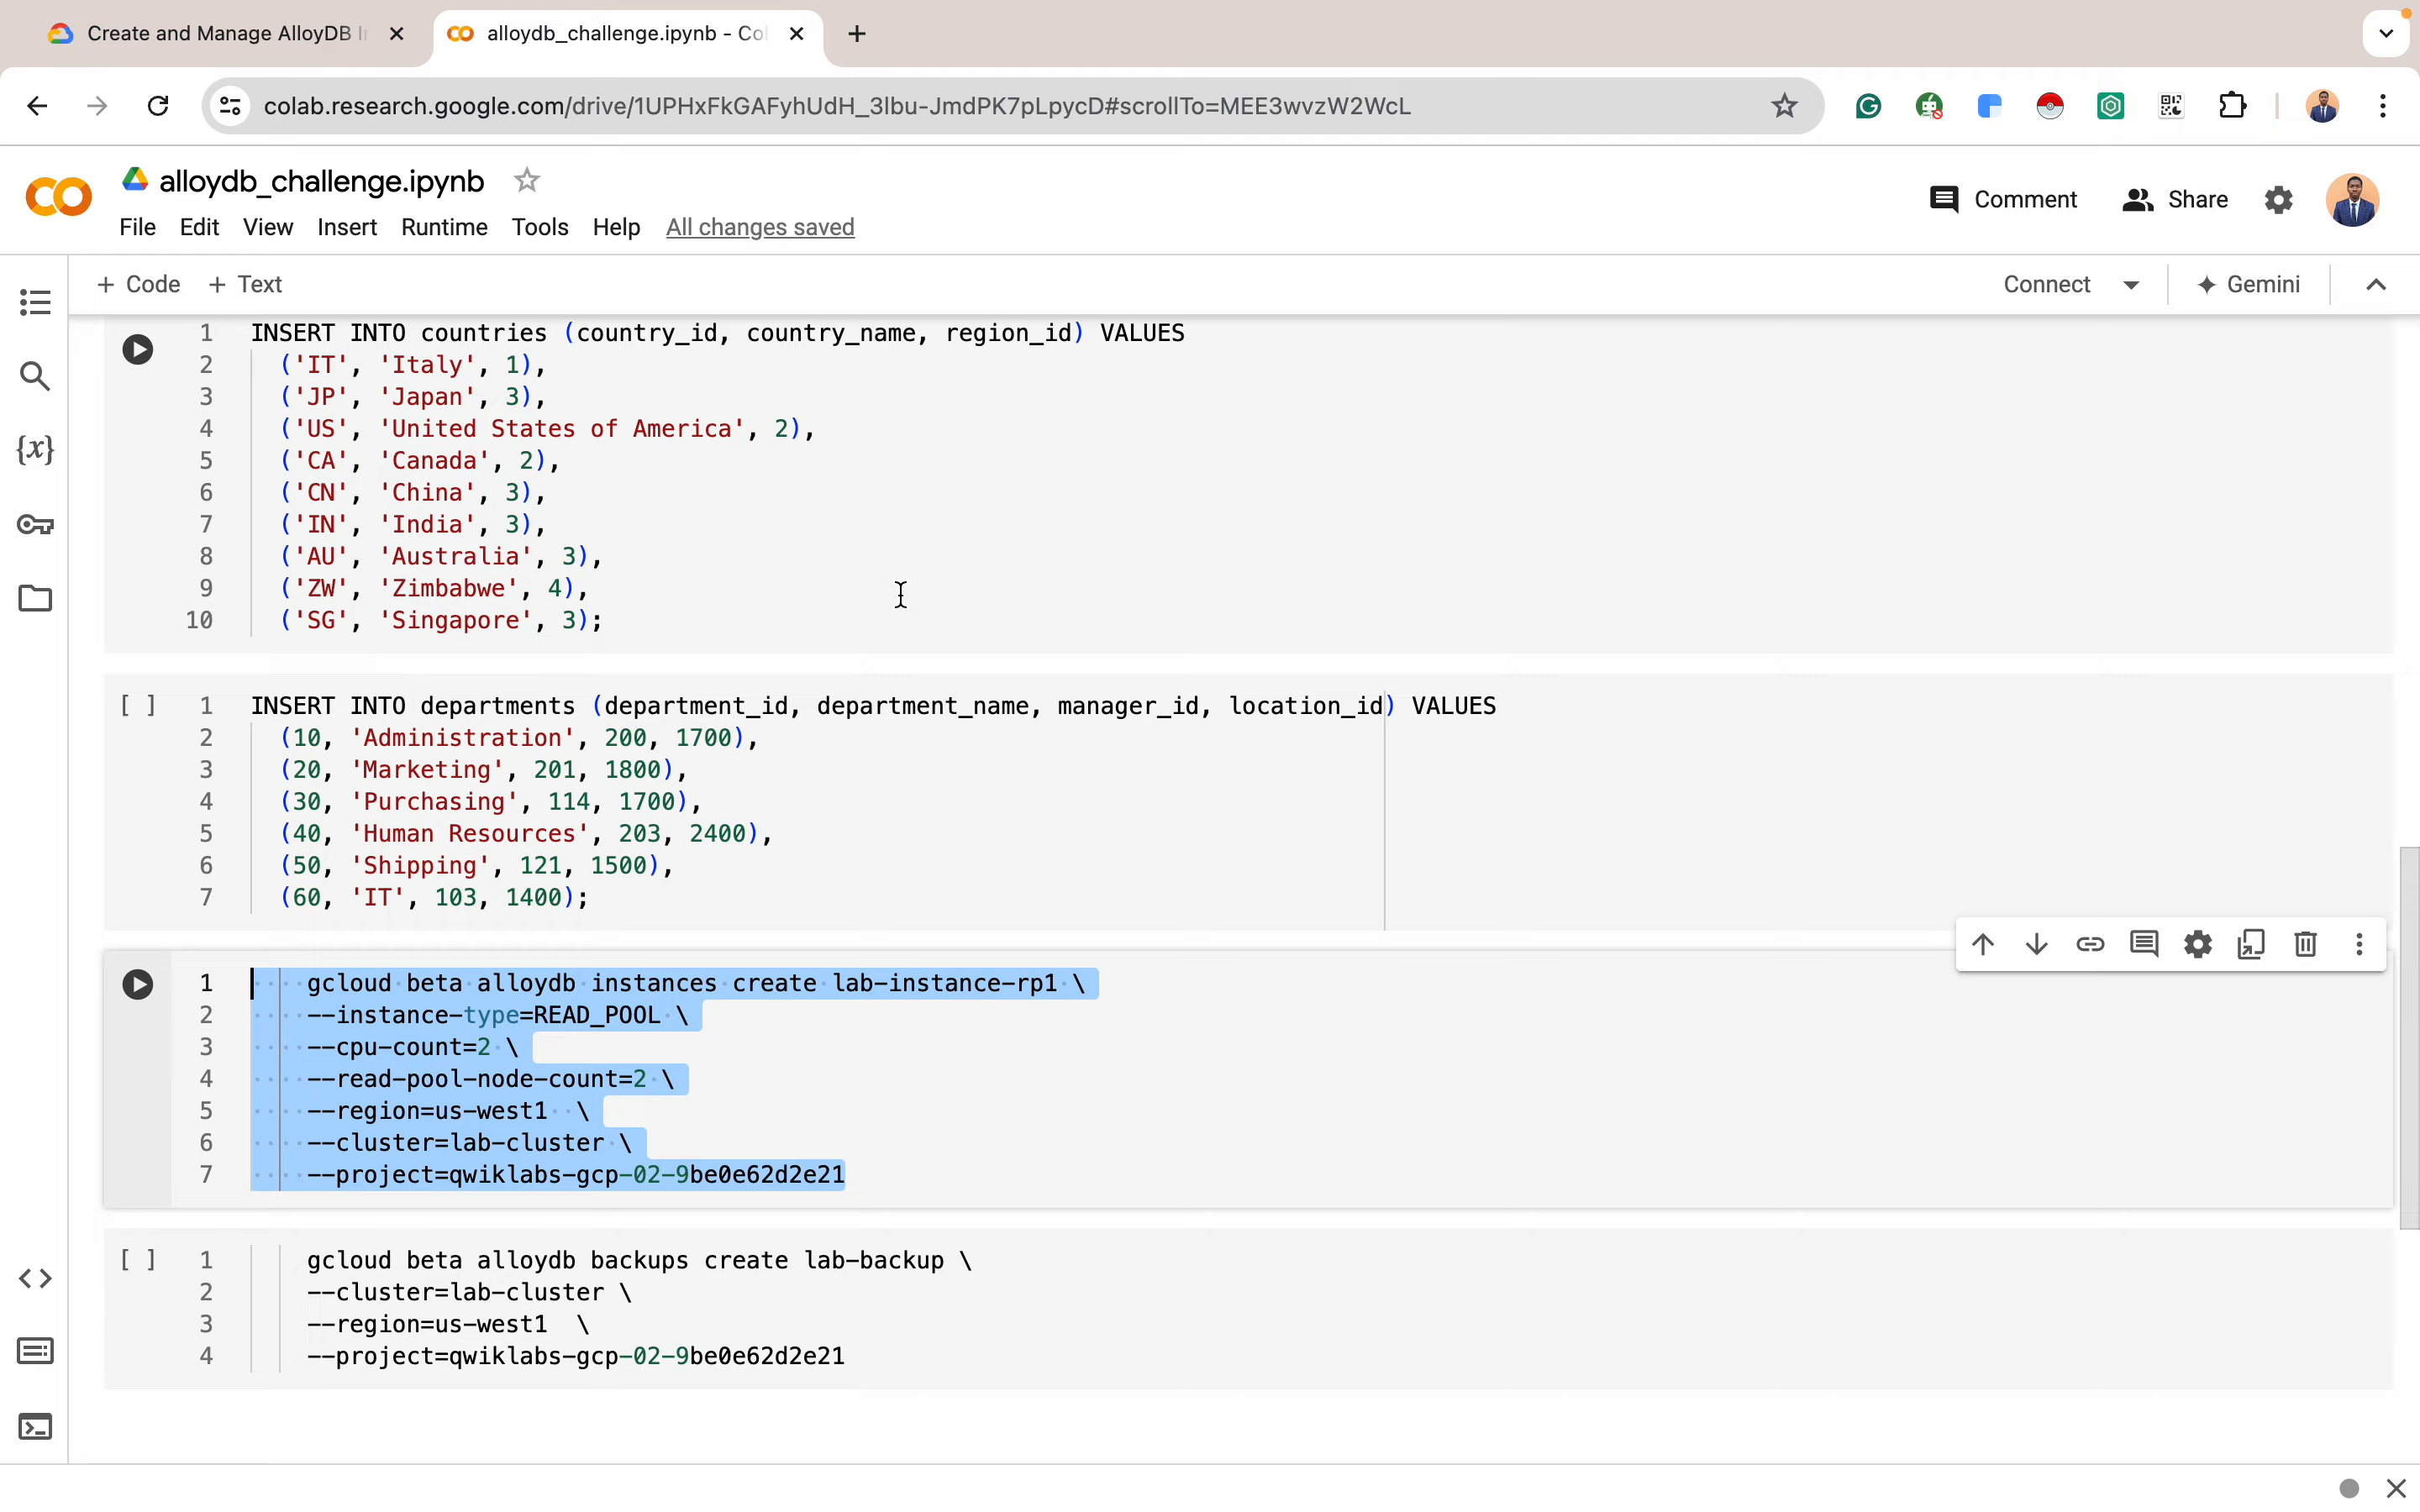 Create and Manage AlloyDB
alloydb_challenge.ipynb - Co
colab.research.google.com/drive/1UPHxFkGAFyhUdH_3lbu-JmdPK7pLpycD#scrollTo=MEE3wvzW2WcL
alloydb_challenge.ipynb
Comment
Share
File Edit View Insert Runtime Tools Help All changes saved
+ Code + Text
Connect
Gemini
1 INSERT INTO countries (country_id, country_name, region_id) VALUES
2 ('IT', 'Italy', 1),
3 ('JP', 'Japan', 3),
4 ('US', 'United States of America', 2),
5 ('CA', 'Canada', 2),
6 ('CN', 'China', 3),
7 ('IN', 'India', 3),
8 ('AU', 'Australia', 3),
9 ('ZW', 'Zimbabwe', 4),
10 ('SG', 'Singapore', 3);
[ ] 1 INSERT INTO departments (department_id, department_name, manager_id, location_id) VALUES
2 (10, 'Administration', 200, 1700),
3 (20, 'Marketing', 201, 1800),
4 (30, 'Purchasing', 114, 1700),
5 (40, 'Human Resources', 203, 2400),
6 (50, 'Shipping', 121, 1500),
7 (60, 'IT', 103, 1400);
1 gcloud beta alloydb instances create lab-instance-rp1 \
2 --instance-type=READ_POOL \
3 --cpu-count=2 \
4 --read-pool-node-count=2 \
5 --region=us-west1 \
6 --cluster=lab-cluster \
7 --project=qwiklabs-gcp-02-9be0e62d2e21
[ ] 1 gcloud beta alloydb backups create lab-backup \
2 --cluster=lab-cluster \
3 --region=us-west1 \
4 --project=qwiklabs-gcp-02-9be0e62d2e21